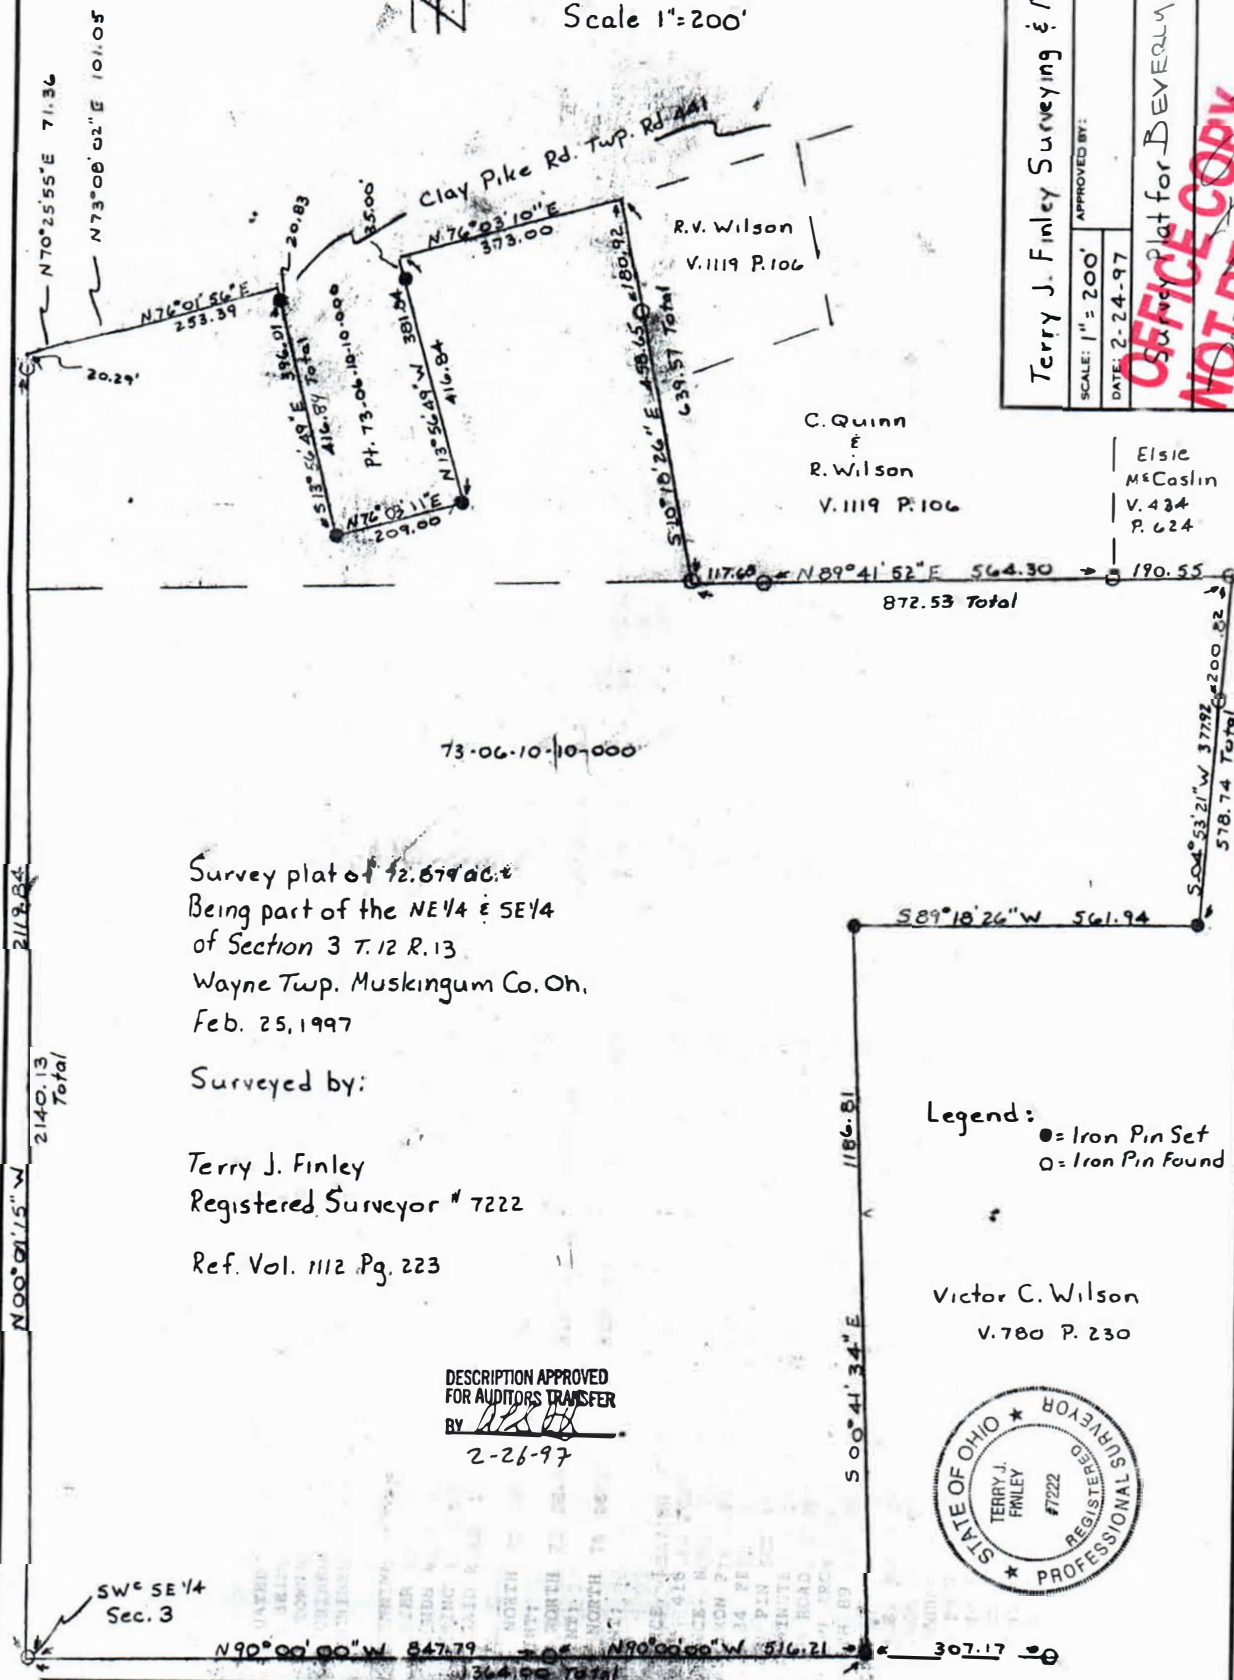 Scale 1"=200'
N70°25'55"E 71.36
N73°08'02"E 101.05
Clay Pike Rd. Twp. Rd 441
N76°01'56"E
253.39
20.83
20.29'
35.00'
N.76°03'10"E
373.00
396.01
S13°56'49"E
416.84 Total
Pt. 73-06-10-10-000
N13°56'49"W 381.84
416.84
N76°03'11"E
209.00
180.92
S10°18'26"E 458.65
639.57 Total
R.V. Wilson
V.1119 P.106
C. Quinn
&
R. Wilson
V.1119 P.106
Elsie
McCaslin
V. 434
P. 624
Terry J. Finley Surveying &
SCALE: 1" = 200'
APPROVED BY:
DATE: 2-24-97
Survey Plat for BEVERLY
OFFICE COPY
NOT
117.68
N89°41'52"E 564.30
190.55
872.53 Total
200.82
S04°53'21"W 377.92
578.74 Total
73-06-10-10-000
S89°18'26"W 561.94
Survey plat of 72.879 ac.±
Being part of the NE1/4 & SE1/4
of Section 3 T.12 R.13
Wayne Twp. Muskingum Co. Oh.
Feb. 25, 1997
Surveyed by:
Terry J. Finley
Registered Surveyor # 7222
Ref. Vol. 1112 Pg. 223
2119.84
2140.13
Total
N00°01'15"W
1186.81
S00°41'34"E
Legend:
●= Iron Pin Set
○= Iron Pin Found
Victor C. Wilson
V.780 P. 230
DESCRIPTION APPROVED
FOR AUDITORS TRANSFER
BY
2-26-97
STATE OF OHIO
TERRY J.
FINLEY
#7222
REGISTERED
PROFESSIONAL SURVEYOR
SWc SE1/4
Sec. 3
N90°00'00"W 847.79
N90°00'00"W 516.21
307.17
1364.00 Total